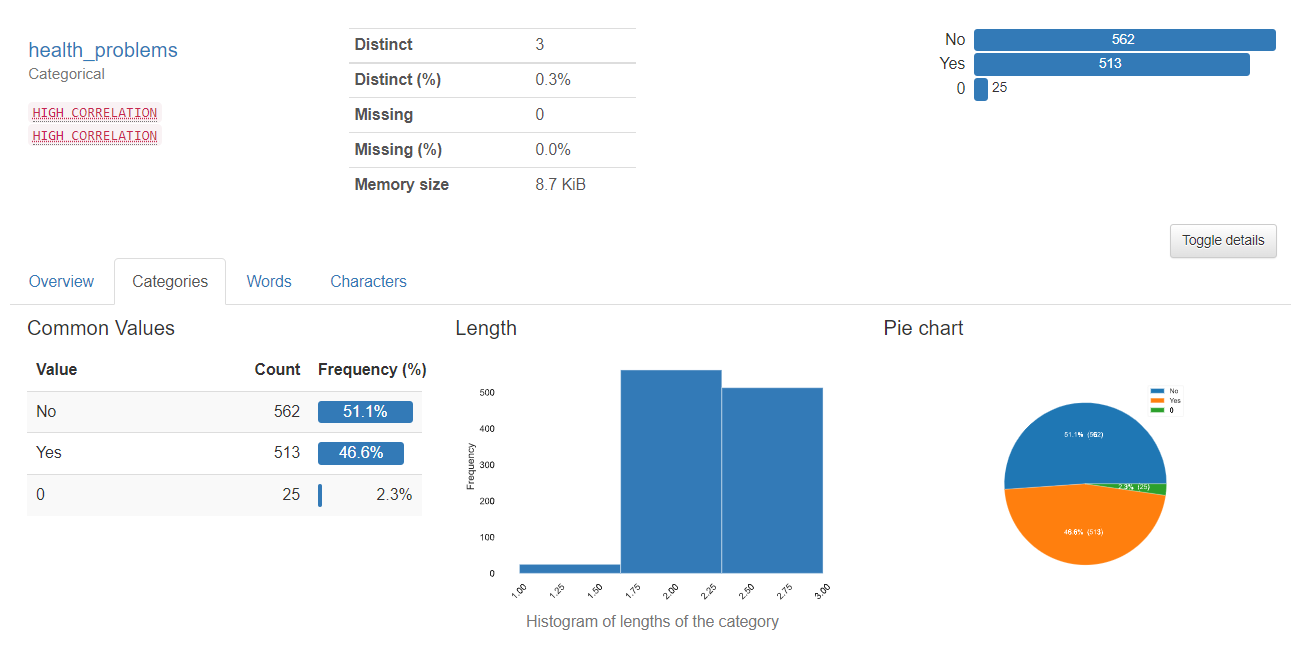 health_problems
Categorical
HIGH CORRELATION
HIGH CORRELATION
Distinct 3
Distinct (%) 0.3%
Missing 0
Missing (%) 0.0%
Memory size 8.7 KiB
No 562
Yes 513
0 25
Toggle details
Overview Categories Words Characters
Common Values
Value Count Frequency (%)
No 562 51.1%
Yes 513 46.6%
0 25 2.3%
Length
Frequency
500
400
300
200
100
0
1.00 1.25 1.50 1.75 2.00 2.25 2.50 2.75 3.00
Histogram of lengths of the category
Pie chart
No
Yes
0
51.1% (562)
2.3% (25)
46.6% (513)